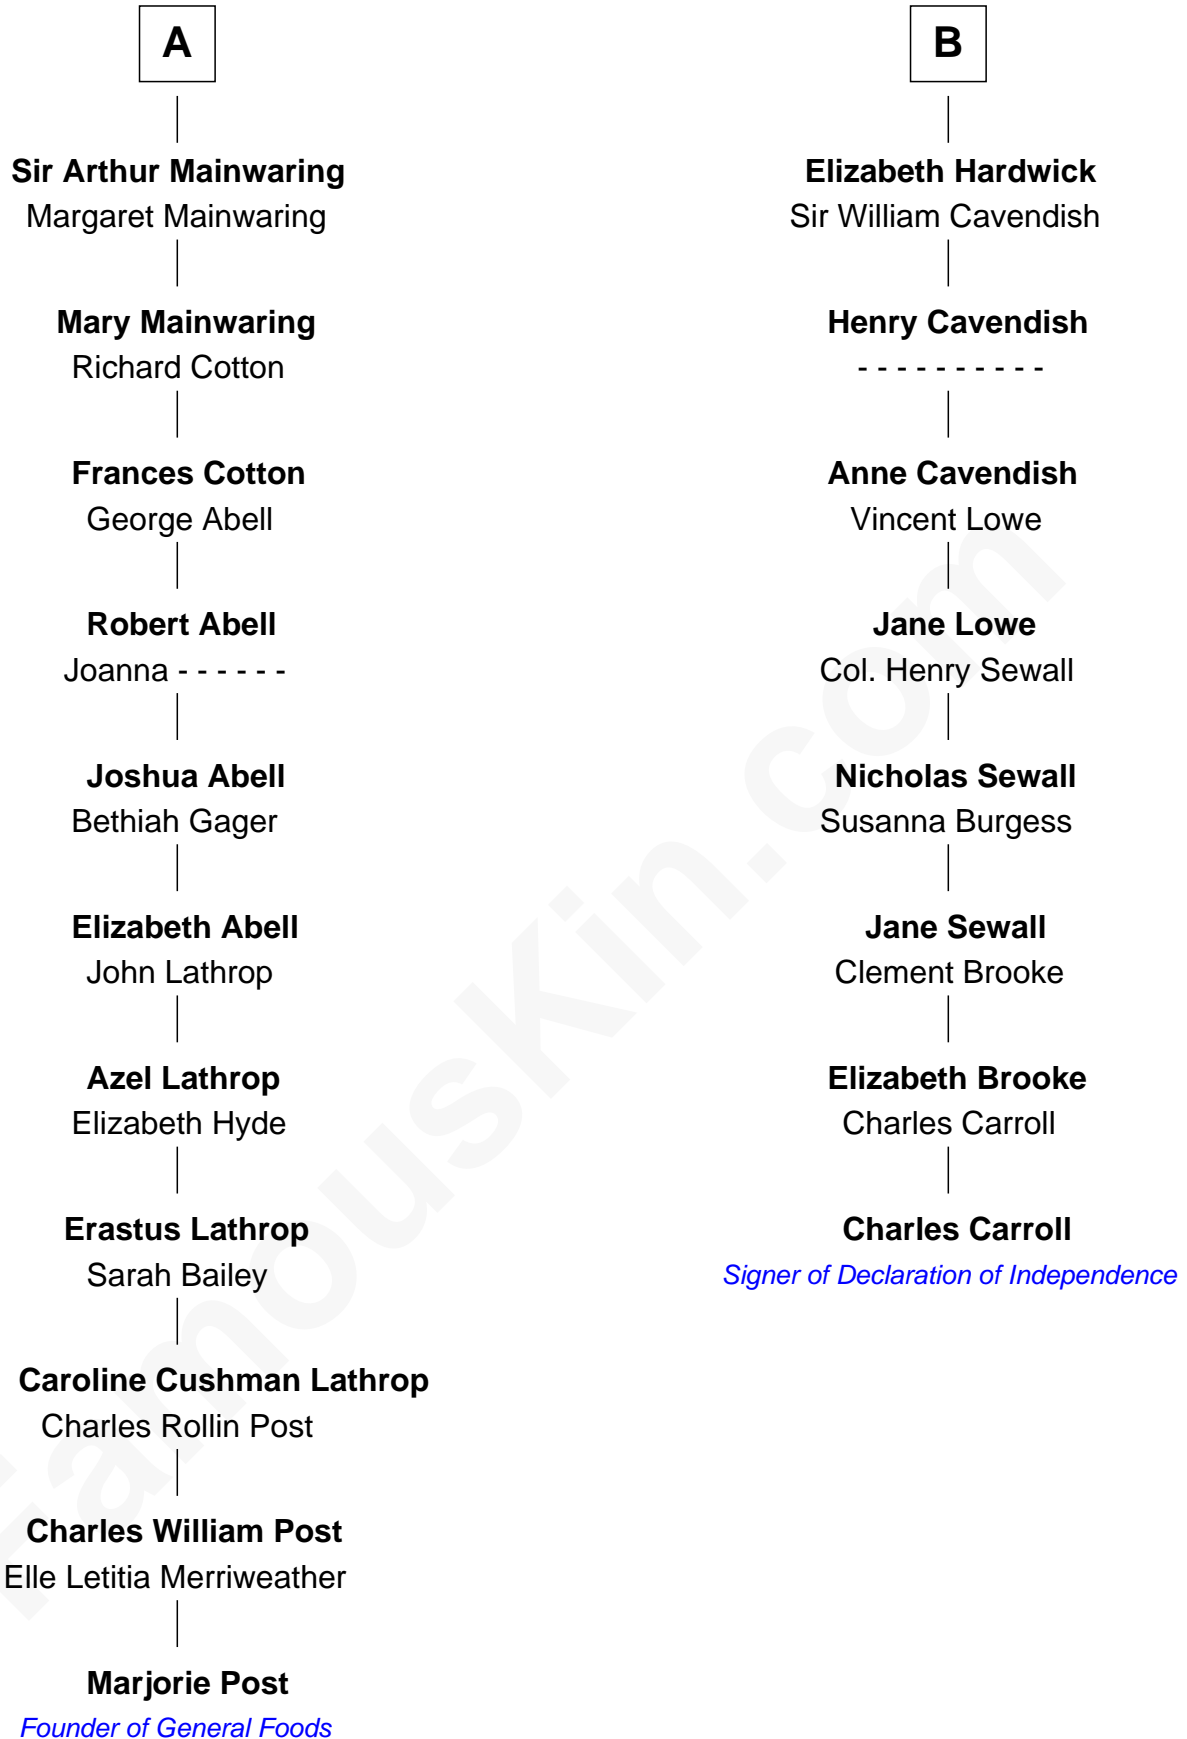 A
Sir Arthur Mainwaring
Margaret Mainwaring
Mary Mainwaring
Richard Cotton
Frances Cotton
George Abell
Robert Abell
Joanna - - - - - -
Joshua Abell
Bethiah Gager
Elizabeth Abell
John Lathrop
Azel Lathrop
Elizabeth Hyde
Erastus Lathrop
Sarah Bailey
Caroline Cushman Lathrop
Charles Rollin Post
Charles William Post
Elle Letitia Merriweather
Marjorie Post
Founder of General Foods
B
Elizabeth Hardwick
Sir William Cavendish
Henry Cavendish
- - - - - - - - - -
Anne Cavendish
Vincent Lowe
Jane Lowe
Col. Henry Sewall
Nicholas Sewall
Susanna Burgess
Jane Sewall
Clement Brooke
Elizabeth Brooke
Charles Carroll
Charles Carroll
Signer of Declaration of Independence
FamousKin.com